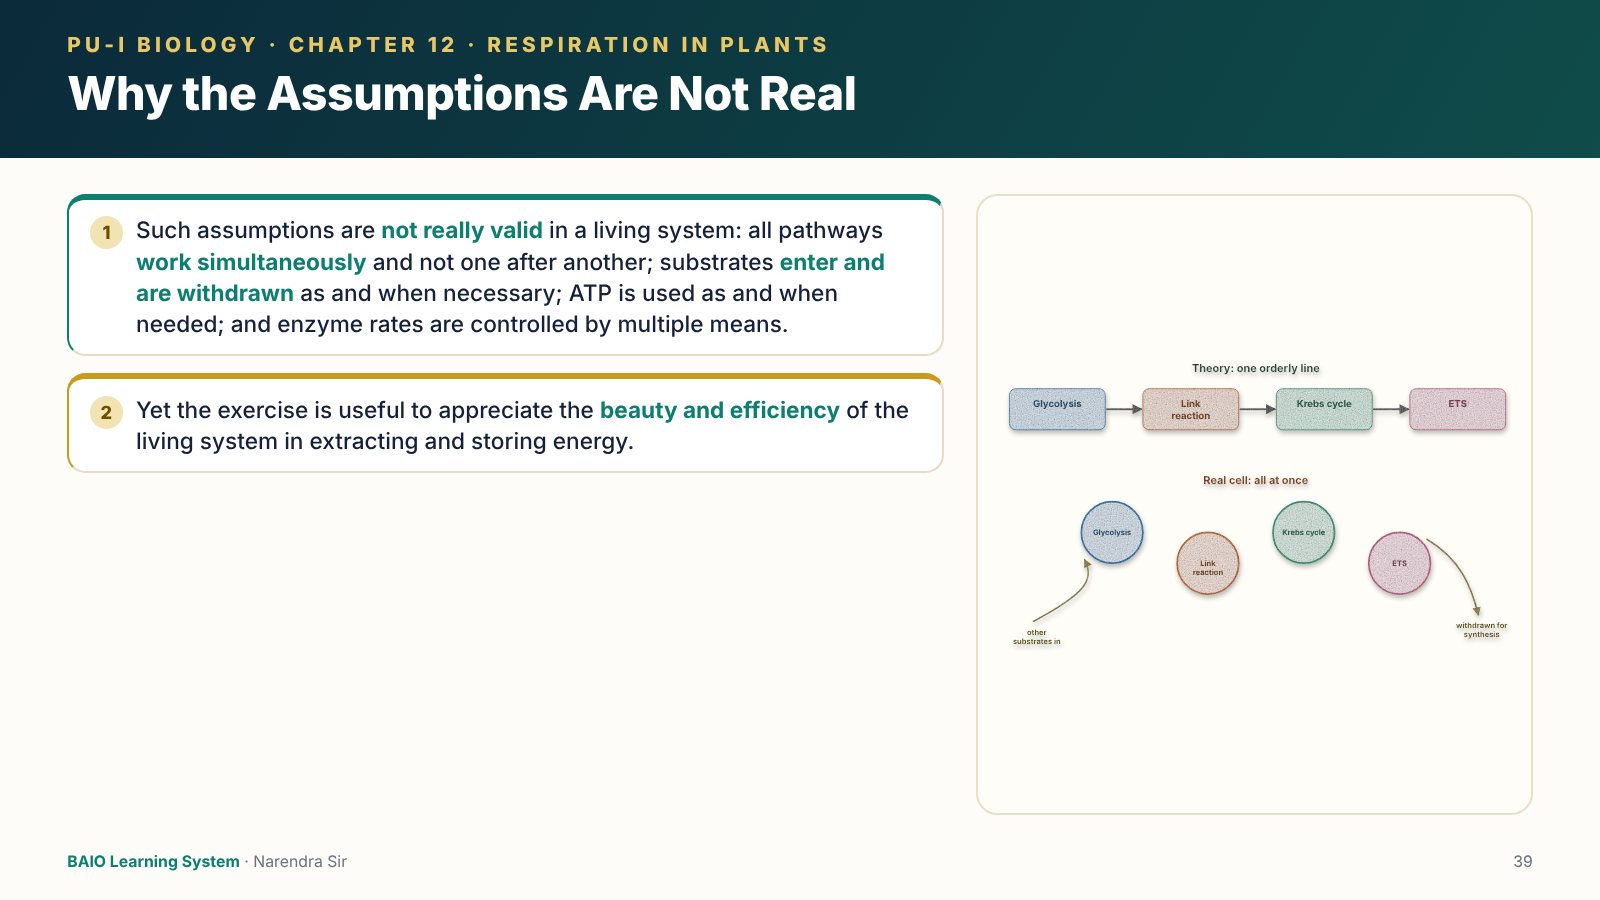 PU-I BIOLOGY · CHAPTER 12 · RESPIRATION IN PLANTS
Why the Assumptions Are Not Real
1
Such assumptions are not really valid in a living system: all pathways
work simultaneously and not one after another; substrates enter and
are withdrawn as and when necessary; ATP is used as and when
needed; and enzyme rates are controlled by multiple means.
2
Yet the exercise is useful to appreciate the beauty and efficiency of the
living system in extracting and storing energy.
Theory: one orderly line
Glycolysis
Link
reaction
Krebs cycle
ETS
Real cell: all at once
Glycolysis
Link
reaction
Krebs cycle
ETS
other
substrates in
withdrawn for
synthesis
BAIO Learning System · Narendra Sir
39